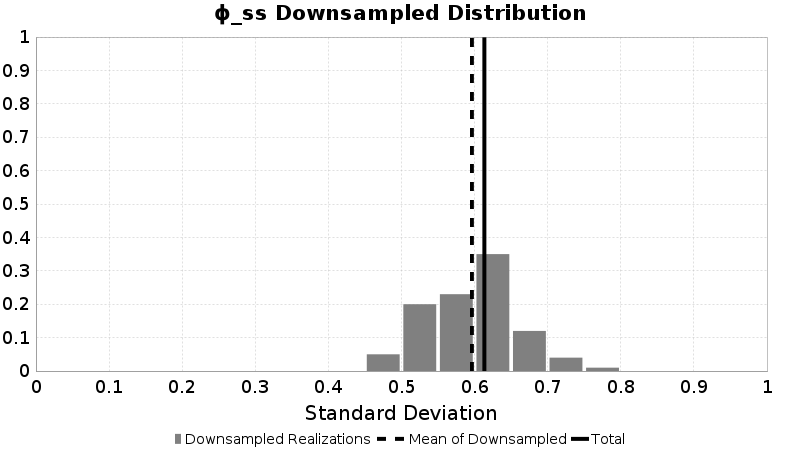 ϕ_ss Downsampled Distribution
1
0.9
0.8
0.7
0.6
0.5
0.4
0.3
0.2
0.1
0
0 0.1 0.2 0.3 0.4 0.5 0.6 0.7 0.8 0.9 1
Standard Deviation
Downsampled Realizations Mean of Downsampled Total